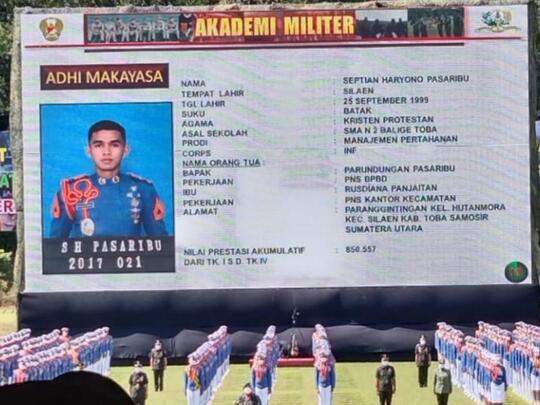 AKADEMI MILITER
ADHI MAKAYASA
NAMA : SEPTIAN HARYONO PASARIBU
TEMPAT LAHIR : SILAEN
TGL LAHIR : 25 SEPTEMBER 1999
SUKU : BATAK
AGAMA : KRISTEN PROTESTAN
ASAL SEKOLAH : SMA N 2 BALIGE TOBA
PRODI : MANAJEMEN PERTAHANAN
CORPS : INF
NAMA ORANG TUA :
BAPAK : PARUNDUNGAN PASARIBU
PEKERJAAN : PNS DPBD
IBU : RUSDIANA PANJAITAN
PEKERJAAN : PNS KANTOR KECAMATAN
ALAMAT : PARANGGINTINGAN KEL. HUTANMORA
KEC. SILAEN KAB. TOBA SAMOSIR
SUMATERA UTARA
NILAI PRESTASI AKUMULATIF : 850.557
DARI TK. I S.D. TK.IV
S H PASARIBU
2017 021